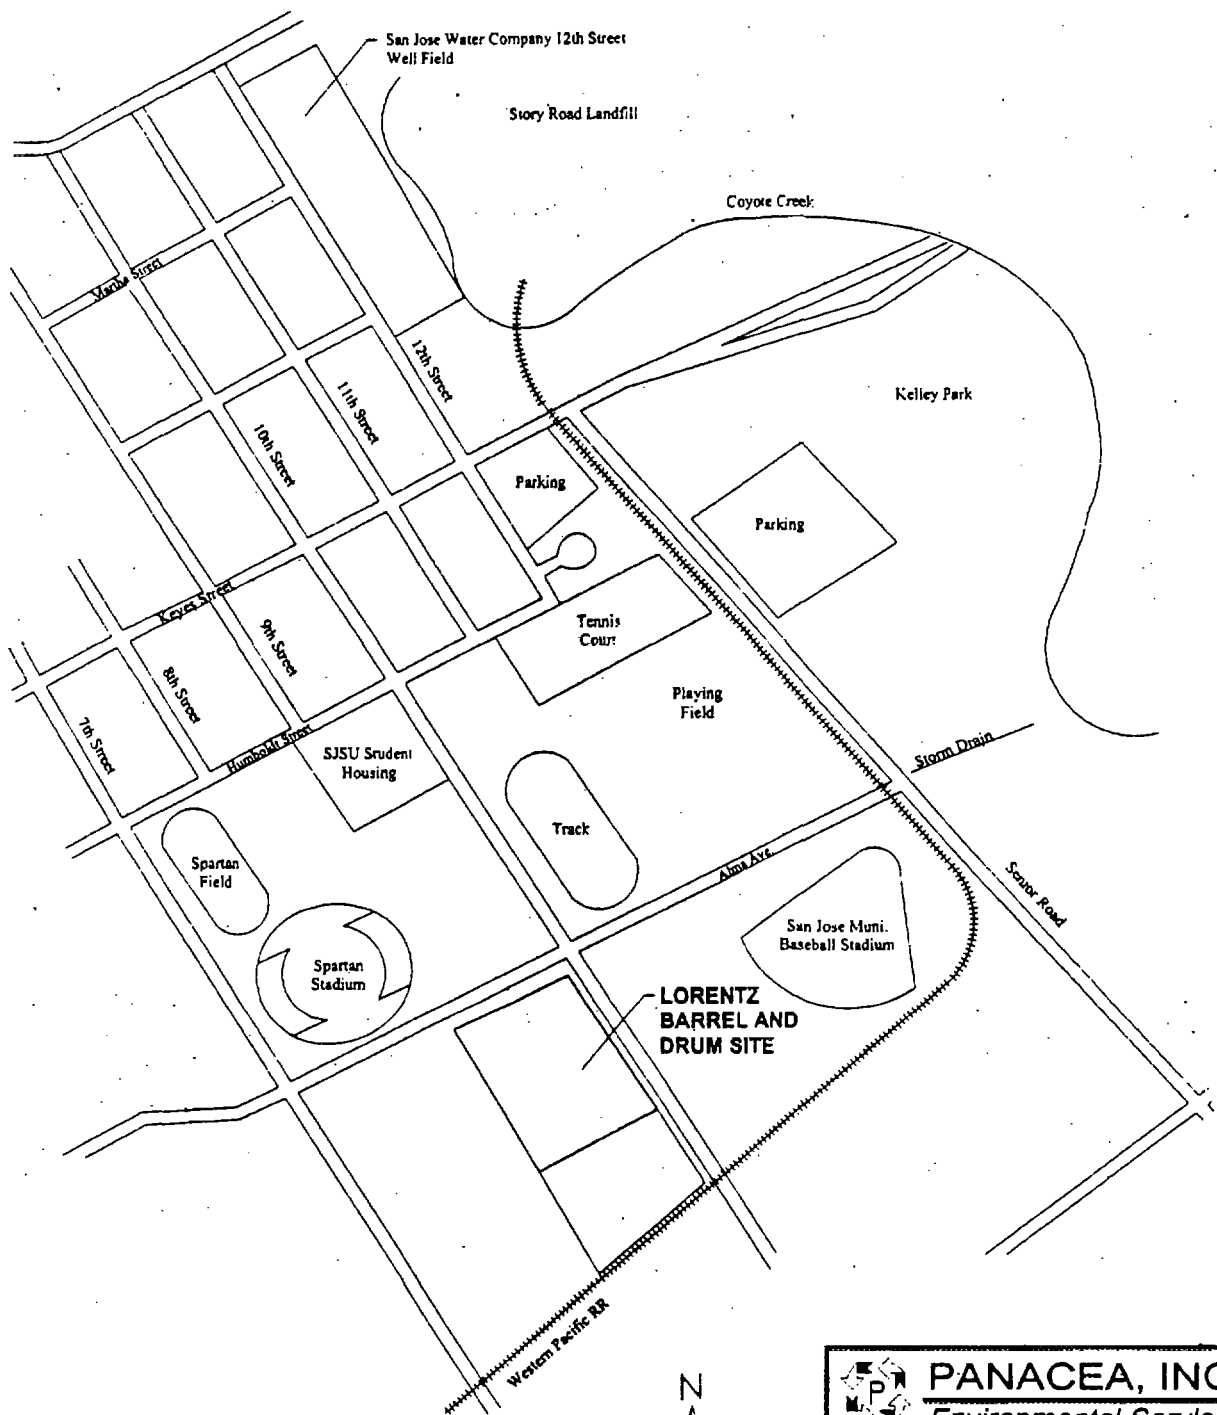 San Jose Water Company 12th Street
Well Field
Story Road Landfill
Coyote Creek
Martha Street
12th Street
11th Street
10th Street
Kelley Park
Parking
Parking
Keyes Street
9th Street
8th Street
7th Street
Humboldt Street
Tennis
Court
Playing
Field
SJSU Student
Housing
Storm Drain
Track
Alma Ave.
Spartan
Field
Senter Road
San Jose Muni.
Baseball Stadium
Spartan
Stadium
LORENTZ
BARREL AND
DRUM SITE
Western Pacific RR
N
P
PANACEA, INC